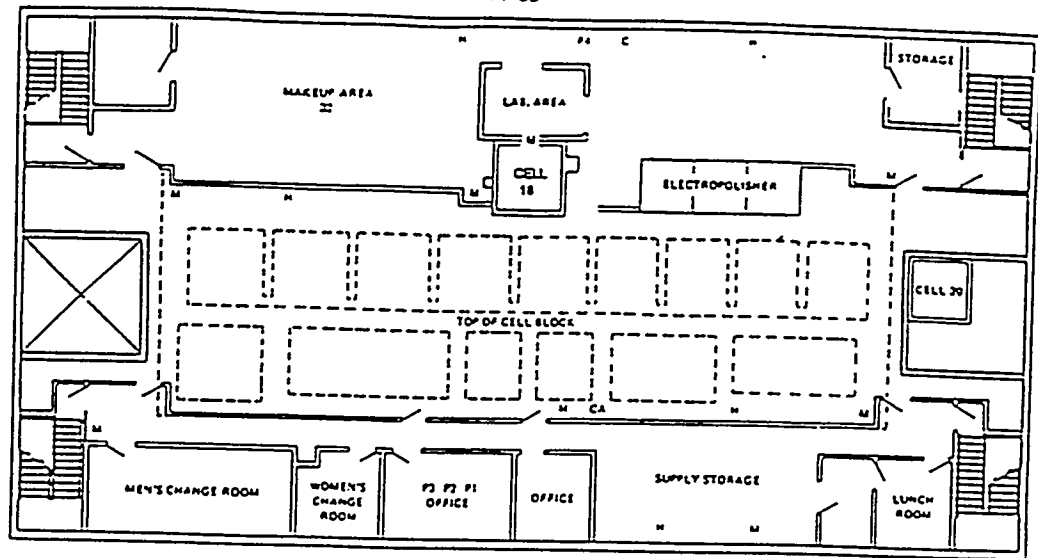 H P4 C H
STORAGE
MAKEUP AREA
LAB. AREA
M
CELL
18
ELECTROPOLISHER
M
M H M
CELL 20
TOP OF CELL BLOCK
M CA H M
M
MEN'S CHANGE ROOM
WOMEN'S
CHANGE
ROOM
P3 P2 P1
OFFICE
OFFICE
SUPPLY STORAGE
LUNCH
ROOM
H M